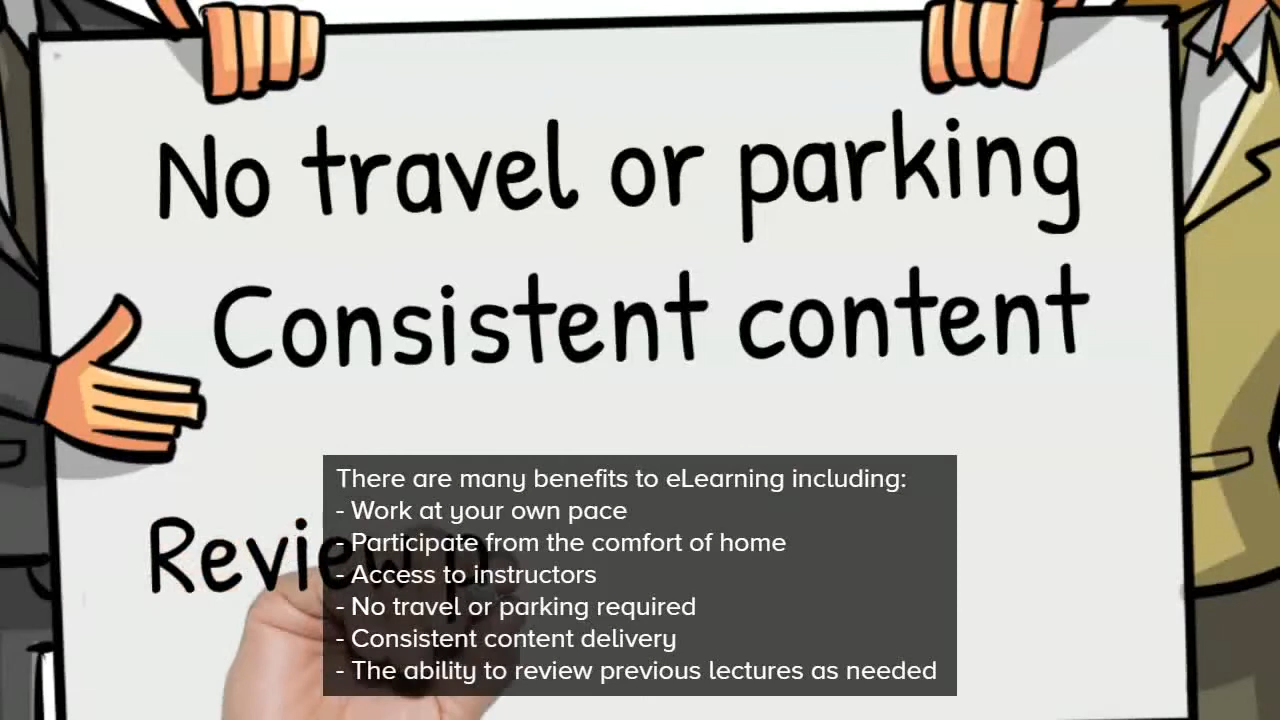 No travel or parking
Consistent content
Review p
There are many benefits to eLearning including:
- Work at your own pace
- Participate from the comfort of home
- Access to instructors
- No travel or parking required
- Consistent content delivery
- The ability to review previous lectures as needed